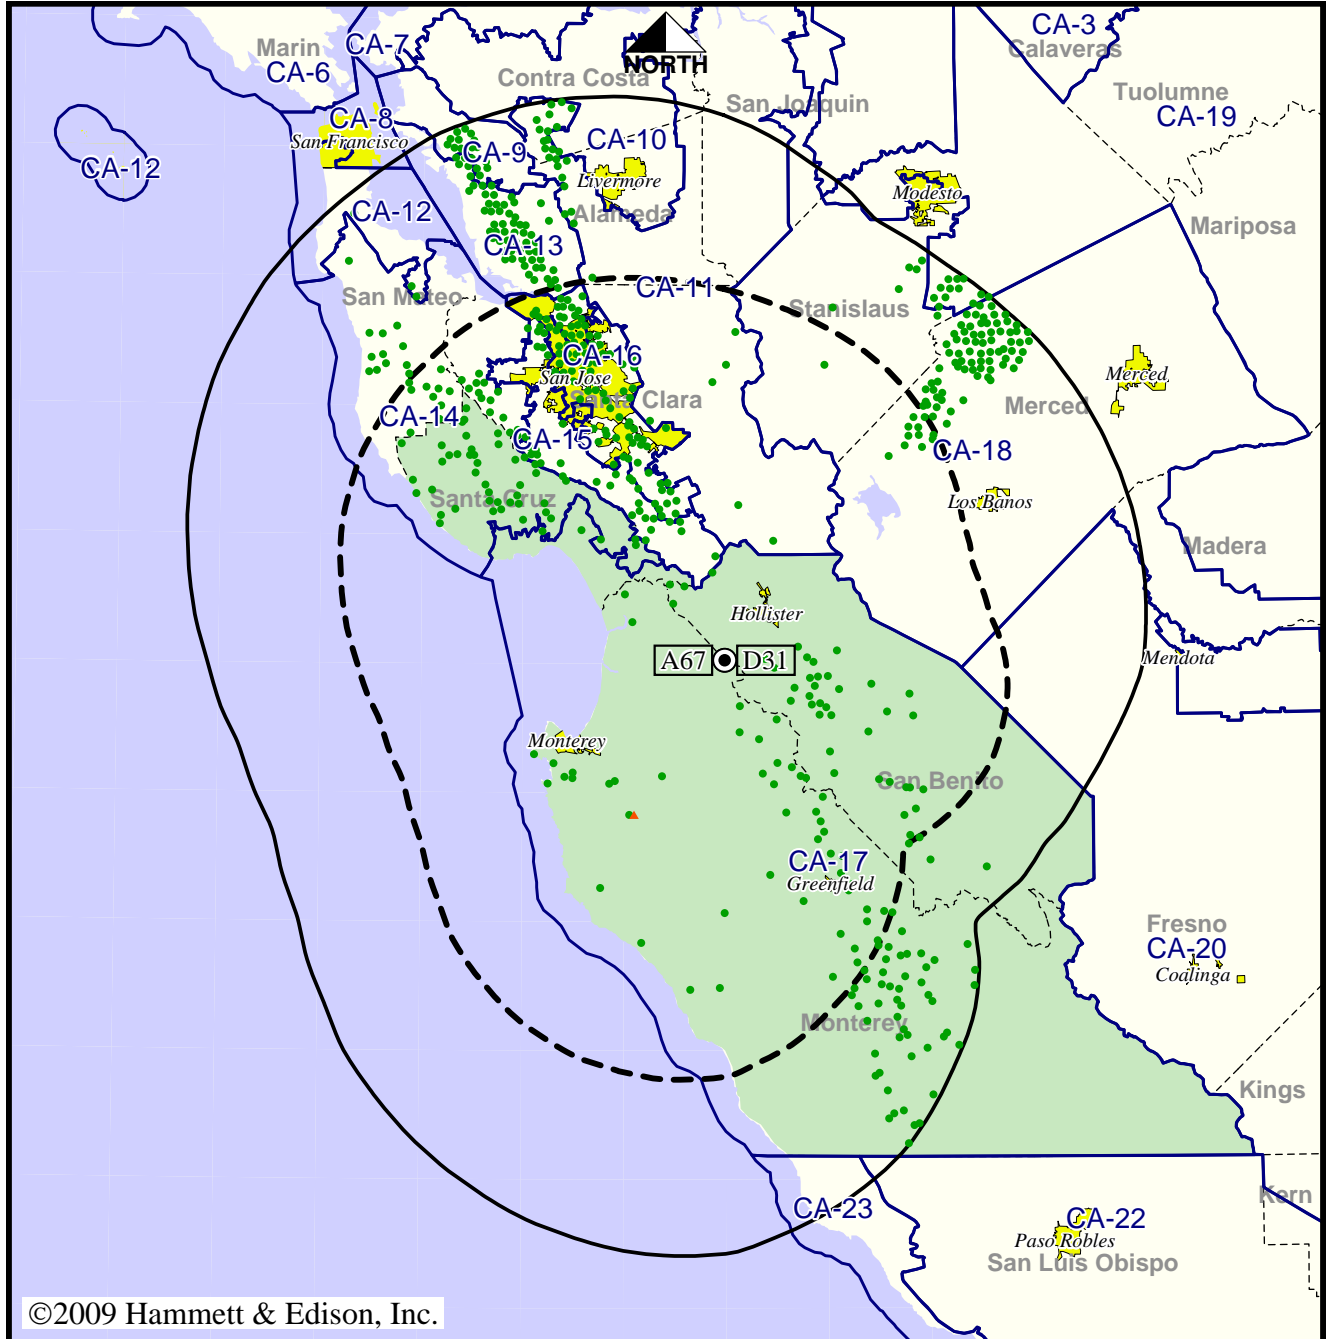 CA-3
Calaveras
Marin
CA-7
CA-6
NORTH
Contra Costa
Tuolumne
CA-19
San Joaquin
CA-8
San Francisco
CA-10
CA-9
CA-12
Livermore
Modesto
CA-12
Alameda
Mariposa
CA-13
CA-11
San Mateo
Stanislaus
CA-16
San Jose
Merced
Santa Clara
Merced
CA-14
CA-15
CA-18
Santa Cruz
Los Banos
Madera
Hollister
A67
D31
Mendota
Monterey
San Benito
CA-17
Greenfield
Fresno
CA-20
Coalinga
Monterey
Kings
Kern
CA-23
CA-22
Paso Robles
San Luis Obispo
©2009 Hammett & Edison, Inc.